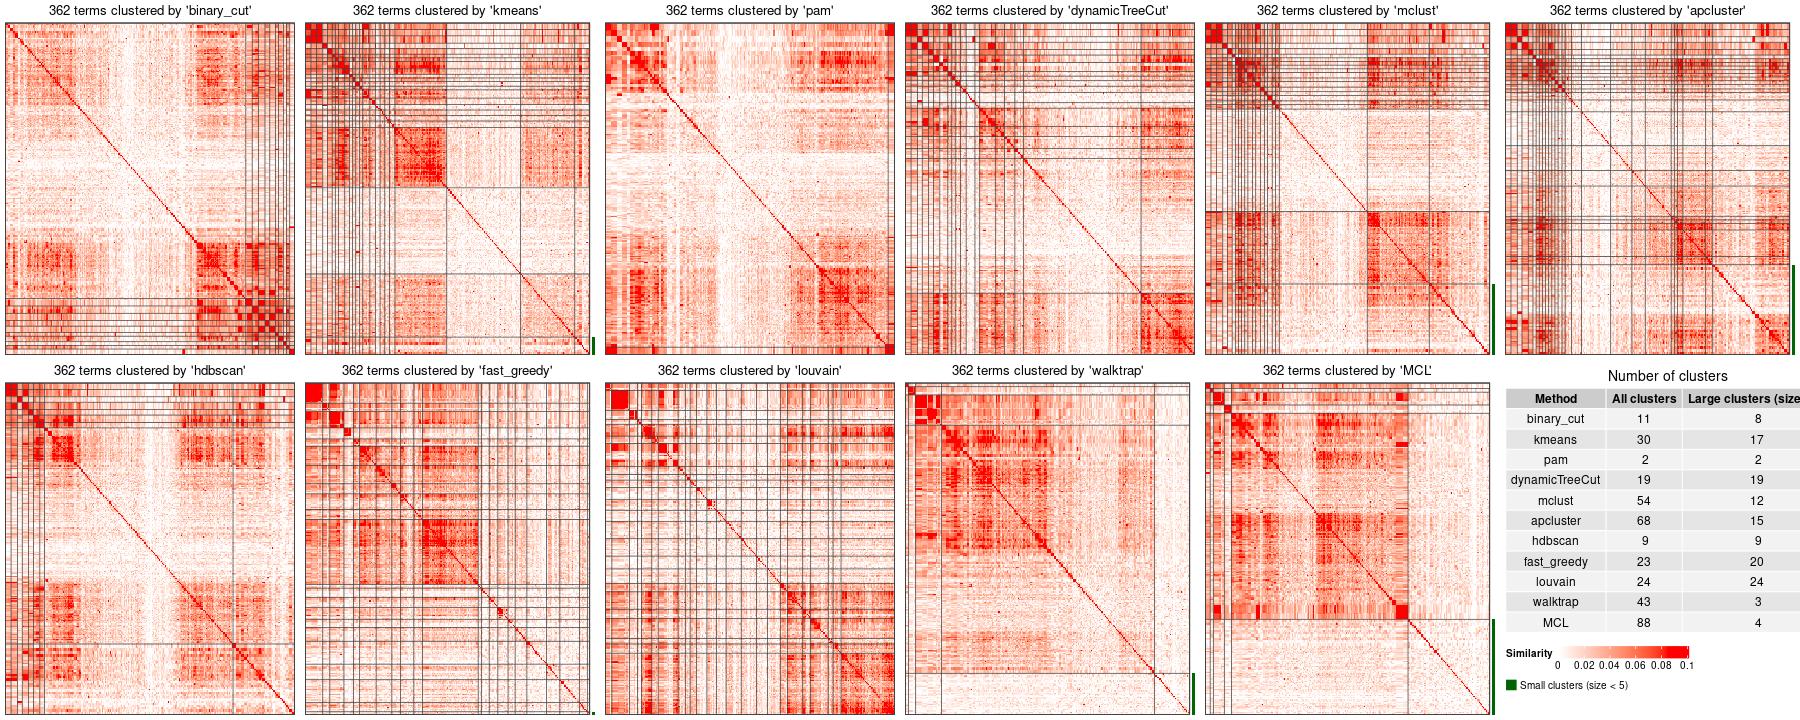 362 terms clustered by 'binary_cut'
362 terms clustered by 'kmeans'
362 terms clustered by 'pam'
362 terms clustered by 'dynamicTreeCut'
362 terms clustered by 'mclust'
362 terms clustered by 'apcluster'
362 terms clustered by 'hdbscan'
362 terms clustered by 'fast_greedy'
362 terms clustered by 'louvain'
362 terms clustered by 'walktrap'
362 terms clustered by 'MCL'
Number of clusters
Method All clusters Large clusters (size
binary_cut 11 8
kmeans 30 17
pam 2 2
dynamicTreeCut 19 19
mclust 54 12
apcluster 68 15
hdbscan 9 9
fast_greedy 23 20
louvain 24 24
walktrap 43 3
MCL 88 4
Similarity
0 0.02 0.04 0.06 0.08 0.1
Small clusters (size < 5)